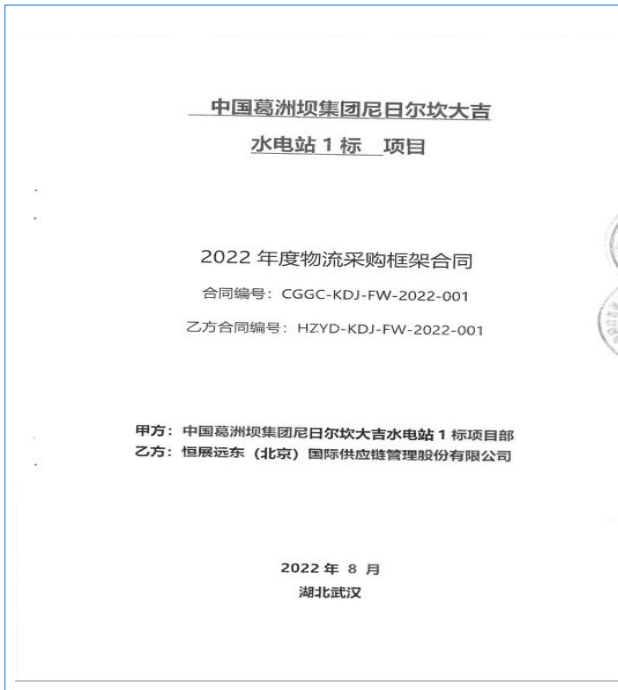 中国葛洲坝集团尼日尔坎大吉
水电站 1 标 项目
2022 年度物流采购框架合同
合同编号：CGGC-KDJ-FW-2022-001
乙方合同编号：HZYD-KDJ-FW-2022-001
甲方：中国葛洲坝集团尼日尔坎大吉水电站 1 标项目部
乙方：恒展远东（北京）国际供应链管理股份有限公司
2022 年 8 月
湖北武汉